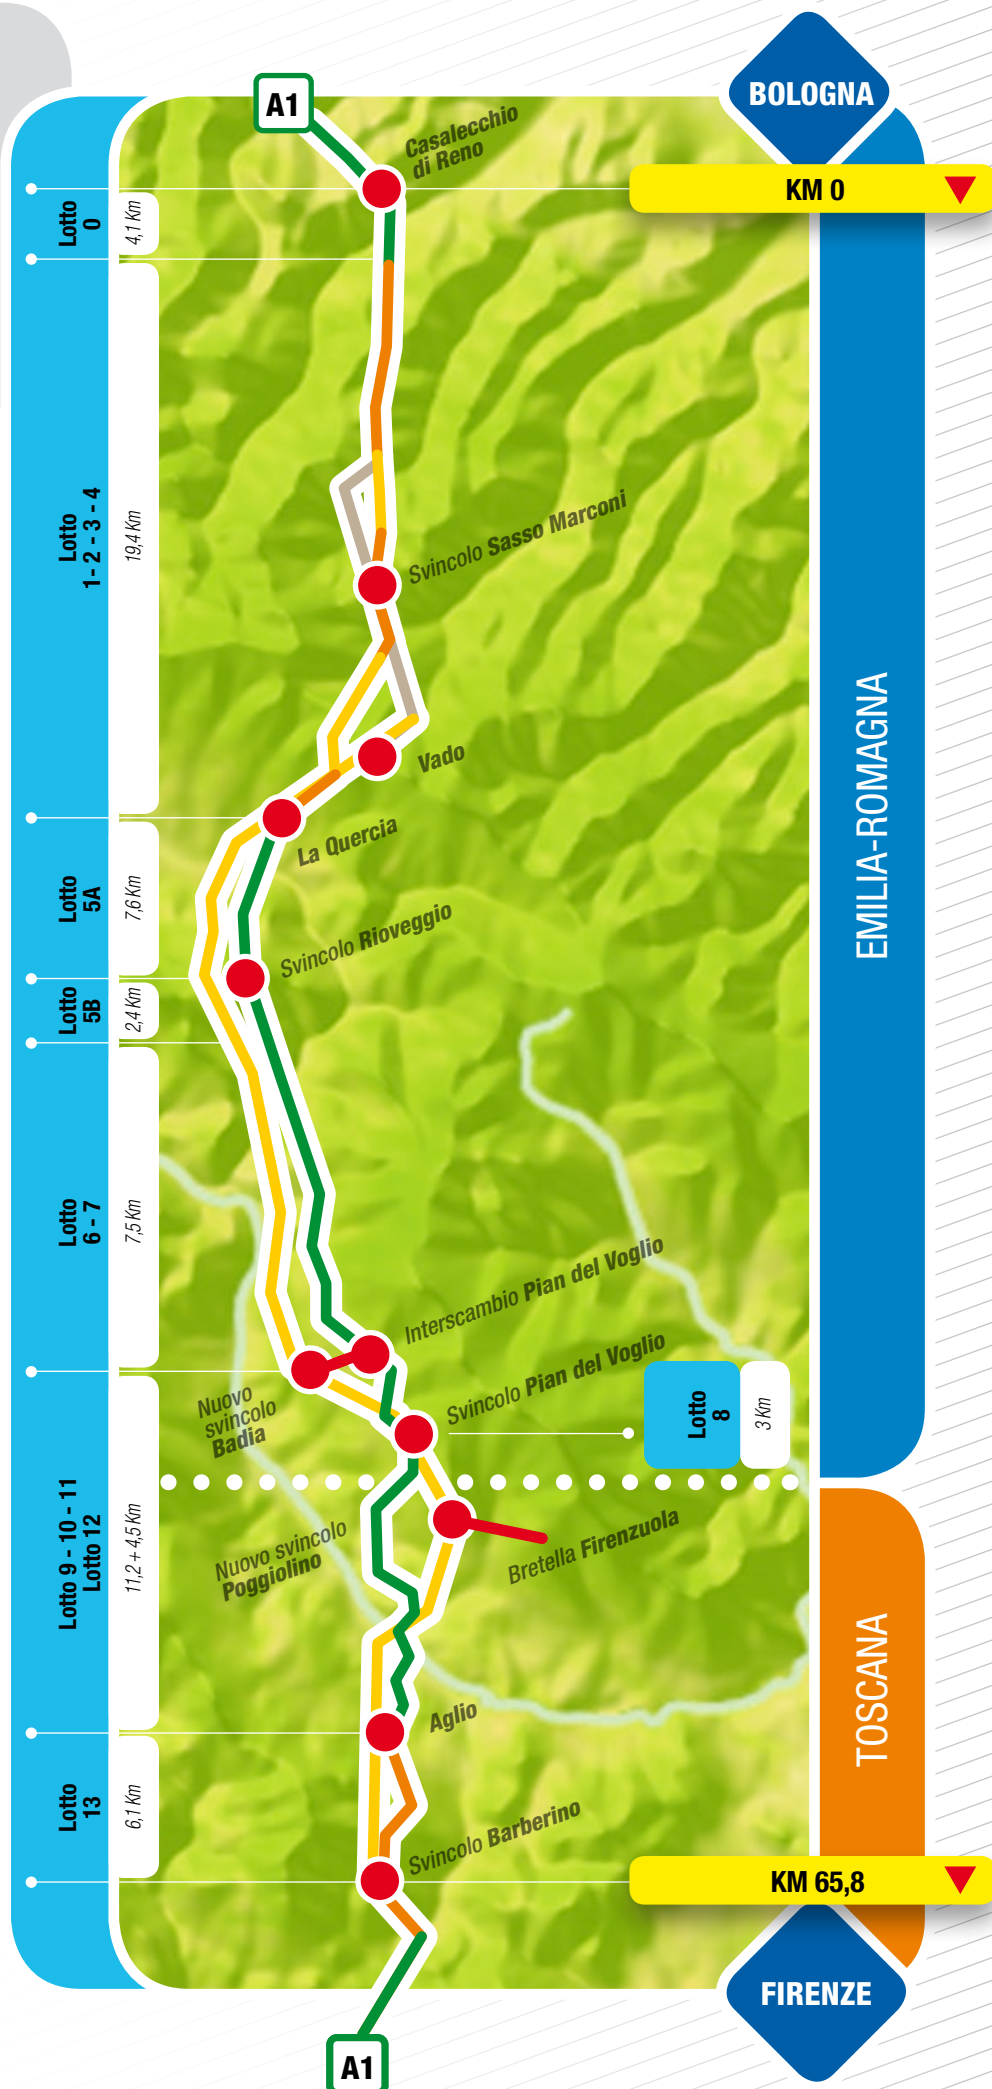 A1
BOLOGNA
Casalecchio
di Reno
KM 0
Lotto
0
4,1 Km
Lotto
1 - 2 - 3 - 4
19,4 Km
Svincolo Sasso Marconi
Vado
La Quercia
EMILIA-ROMAGNA
Lotto
5A
7,6 Km
Svincolo Rioveggio
Lotto
5B
2,4 Km
Lotto
6 - 7
7,5 Km
Interscambio Pian del Voglio
Svincolo Pian del Voglio
Nuovo
svincolo
Badia
Lotto
8
3 Km
Lotto 9 - 10 - 11
Lotto 12
11,2 + 4,5 Km
Nuovo svincolo
Poggiolino
Bretella Firenzuola
TOSCANA
Aglio
Lotto
13
6,1 Km
Svincolo Barberino
KM 65,8
FIRENZE
A1